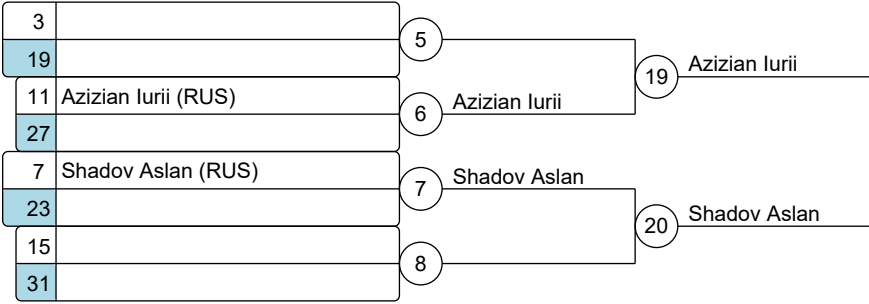 3
5
19
19 Azizian Iurii
11 Azizian Iurii (RUS)
6 Azizian Iurii
27
7 Shadov Aslan (RUS)
7 Shadov Aslan
23
20 Shadov Aslan
15
8
31